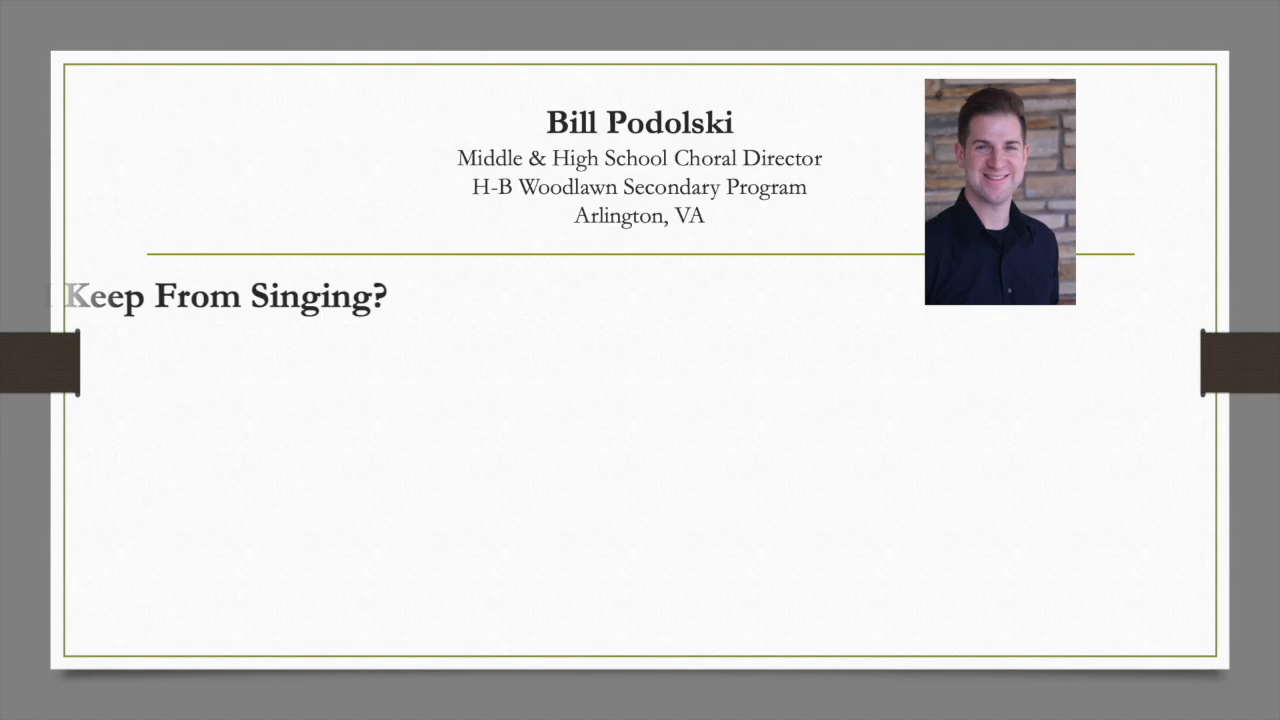 Bill Podolski
Middle & High School Choral Director
H-B Woodlawn Secondary Program
Arlington, VA
I Keep From Singing?